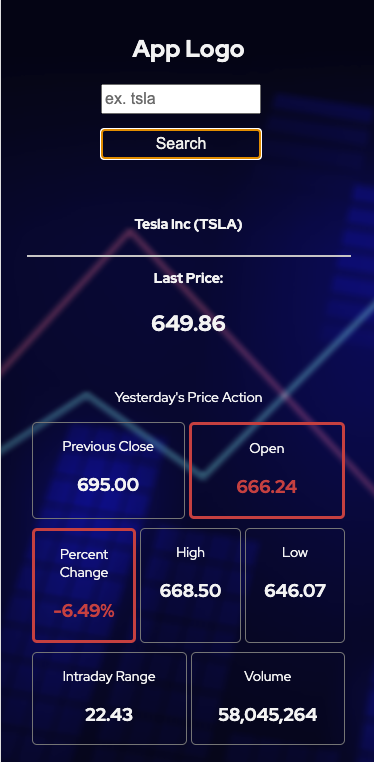 App Logo
ex. tsla
Search
Tesla Inc (TSLA)
Last Price:
649.86
Yesterday's Price Action
Previous Close
695.00
Open
666.24
Percent
Change
-6.49%
High
668.50
Low
646.07
Intraday Range
22.43
Volume
58,045,264